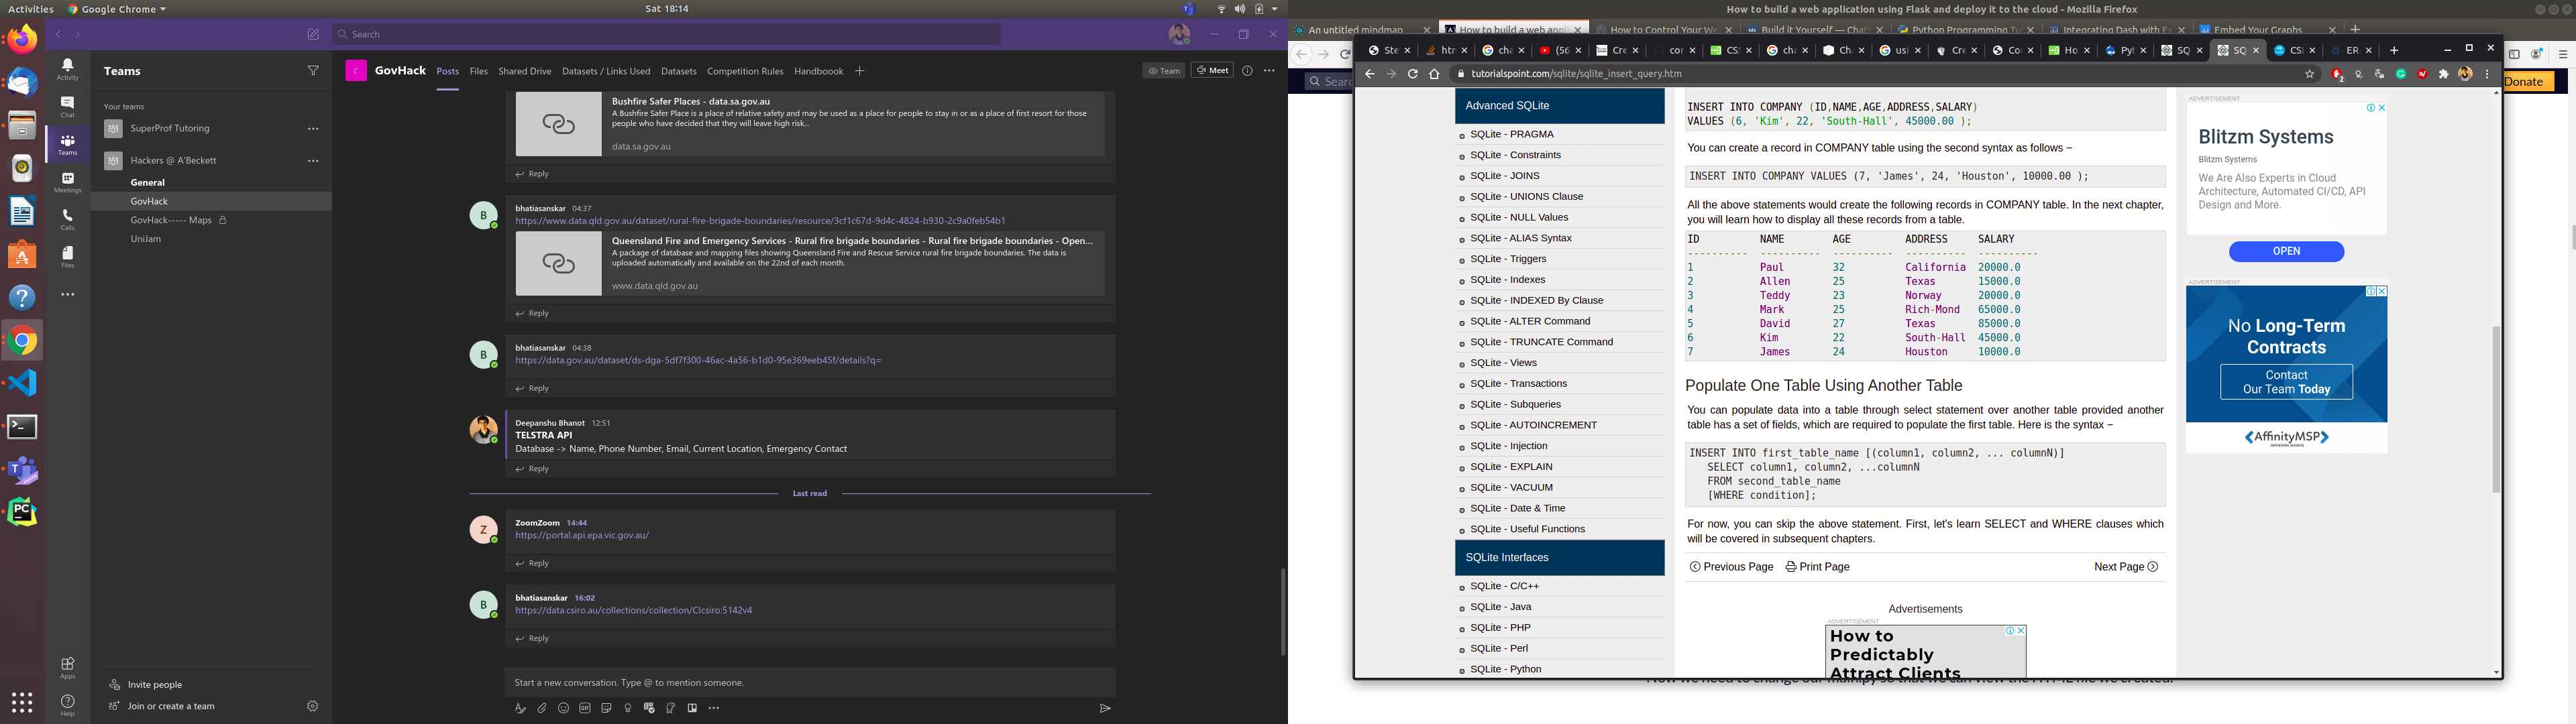 Activities
Google Chrome
Sat 18:14
Search
Activity
Chat
Teams
Meetings
Calls
Files
Apps
Help
Teams
Your teams
SuperProf Tutoring
Hackers @ A'Beckett
General
GovHack
GovHack----- Maps
UniJam
Invite people
Join or create a team
GovHack
Posts
Files
Shared Drive
Datasets / Links Used
Datasets
Competition Rules
Handboook
Team
Meet
Bushfire Safer Places - data.sa.gov.au
A Bushfire Safer Place is a place of relative safety and may be used as a place for people to stay in or as a place of first resort for those
people who have decided that they will leave high risk...
data.sa.gov.au
Reply
B
bhatiasanskar 04:37
https://www.data.qld.gov.au/dataset/rural-fire-brigade-boundaries/resource/3cf1c67d-9d4c-4824-b930-2c9a0feb54b1
Queensland Fire and Emergency Services - Rural fire brigade boundaries - Rural fire brigade boundaries - Open...
A package of database and mapping files showing Queensland Fire and Rescue Service rural fire brigade boundaries. The data is
uploaded automatically and available on the 22nd of each month.
www.data.qld.gov.au
Reply
B
bhatiasanskar 04:38
https://data.gov.au/dataset/ds-dga-5df7f300-46ac-4a56-b1d0-95e369eeb45f/details?q=
Reply
Deepanshu Bhanot 12:51
TELSTRA API
Database -> Name, Phone Number, Email, Current Location, Emergency Contact
Reply
Last read
Z
ZoomZoom 14:44
https://portal.api.epa.vic.gov.au/
Reply
B
bhatiasanskar 16:02
https://data.csiro.au/collections/collection/CIcsiro:5142v4
Reply
Start a new conversation. Type @ to mention someone.
How to build a web application using Flask and deploy it to the cloud - Mozilla Firefox
An untitled mindmap
How to build a web appl
How to Control Your We
Build it Yourself — Chat
Python Programming Tu
Integrating Dash with Ex
Embed Your Graphs
Search
Donate
tutorialspoint.com/sqlite/sqlite_insert_query.htm
Advanced SQLite
SQLite - PRAGMA
SQLite - Constraints
SQLite - JOINS
SQLite - UNIONS Clause
SQLite - NULL Values
SQLite - ALIAS Syntax
SQLite - Triggers
SQLite - Indexes
SQLite - INDEXED By Clause
SQLite - ALTER Command
SQLite - TRUNCATE Command
SQLite - Views
SQLite - Transactions
SQLite - Subqueries
SQLite - AUTOINCREMENT
SQLite - Injection
SQLite - EXPLAIN
SQLite - VACUUM
SQLite - Date & Time
SQLite - Useful Functions
SQLite Interfaces
SQLite - C/C++
SQLite - Java
SQLite - PHP
SQLite - Perl
SQLite - Python
INSERT INTO COMPANY (ID,NAME,AGE,ADDRESS,SALARY)
VALUES (6, 'Kim', 22, 'South-Hall', 45000.00 );
You can create a record in COMPANY table using the second syntax as follows −
INSERT INTO COMPANY VALUES (7, 'James', 24, 'Houston', 10000.00 );
All the above statements would create the following records in COMPANY table. In the next chapter,
you will learn how to display all these records from a table.
ID NAME AGE ADDRESS SALARY
---------- ---------- ---------- ---------- ----------
1 Paul 32 California 20000.0
2 Allen 25 Texas 15000.0
3 Teddy 23 Norway 20000.0
4 Mark 25 Rich-Mond 65000.0
5 David 27 Texas 85000.0
6 Kim 22 South-Hall 45000.0
7 James 24 Houston 10000.0
Populate One Table Using Another Table
You can populate data into a table through select statement over another table provided another
table has a set of fields, which are required to populate the first table. Here is the syntax −
INSERT INTO first_table_name [(column1, column2, ... columnN)]
SELECT column1, column2, ...columnN
FROM second_table_name
[WHERE condition];
For now, you can skip the above statement. First, let's learn SELECT and WHERE clauses which
will be covered in subsequent chapters.
Previous Page
Print Page
Next Page
Advertisements
ADVERTISEMENT
How to
Predictably
Attract Clients
ADVERTISEMENT
Blitzm Systems
Blitzm Systems
We Are Also Experts in Cloud
Architecture, Automated CI/CD, API
Design and More.
OPEN
ADVERTISEMENT
No Long-Term
Contracts
Contact
Our Team Today
AffinityMSP